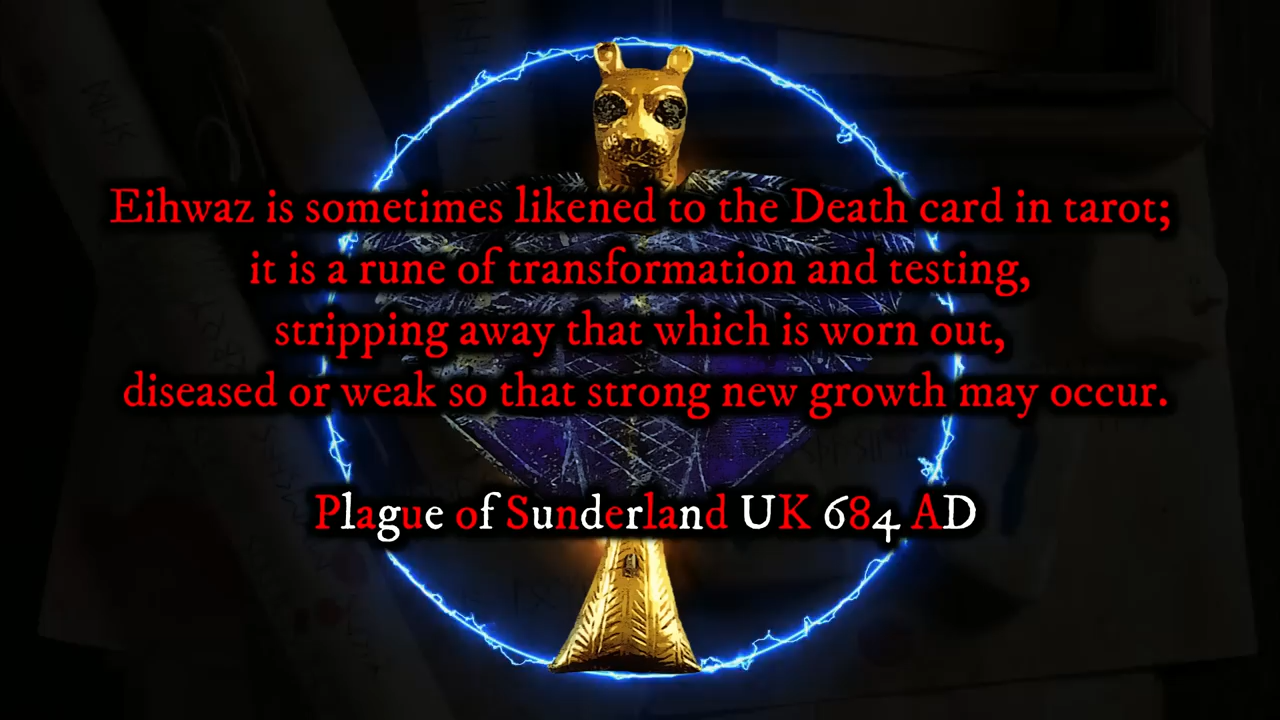 Eihwaz is sometimes likened to the Death card in tarot;
it is a rune of transformation and testing,
stripping away that which is worn out,
diseased or weak so that strong new growth may occur.
Plague of Sunderland UK 684 AD